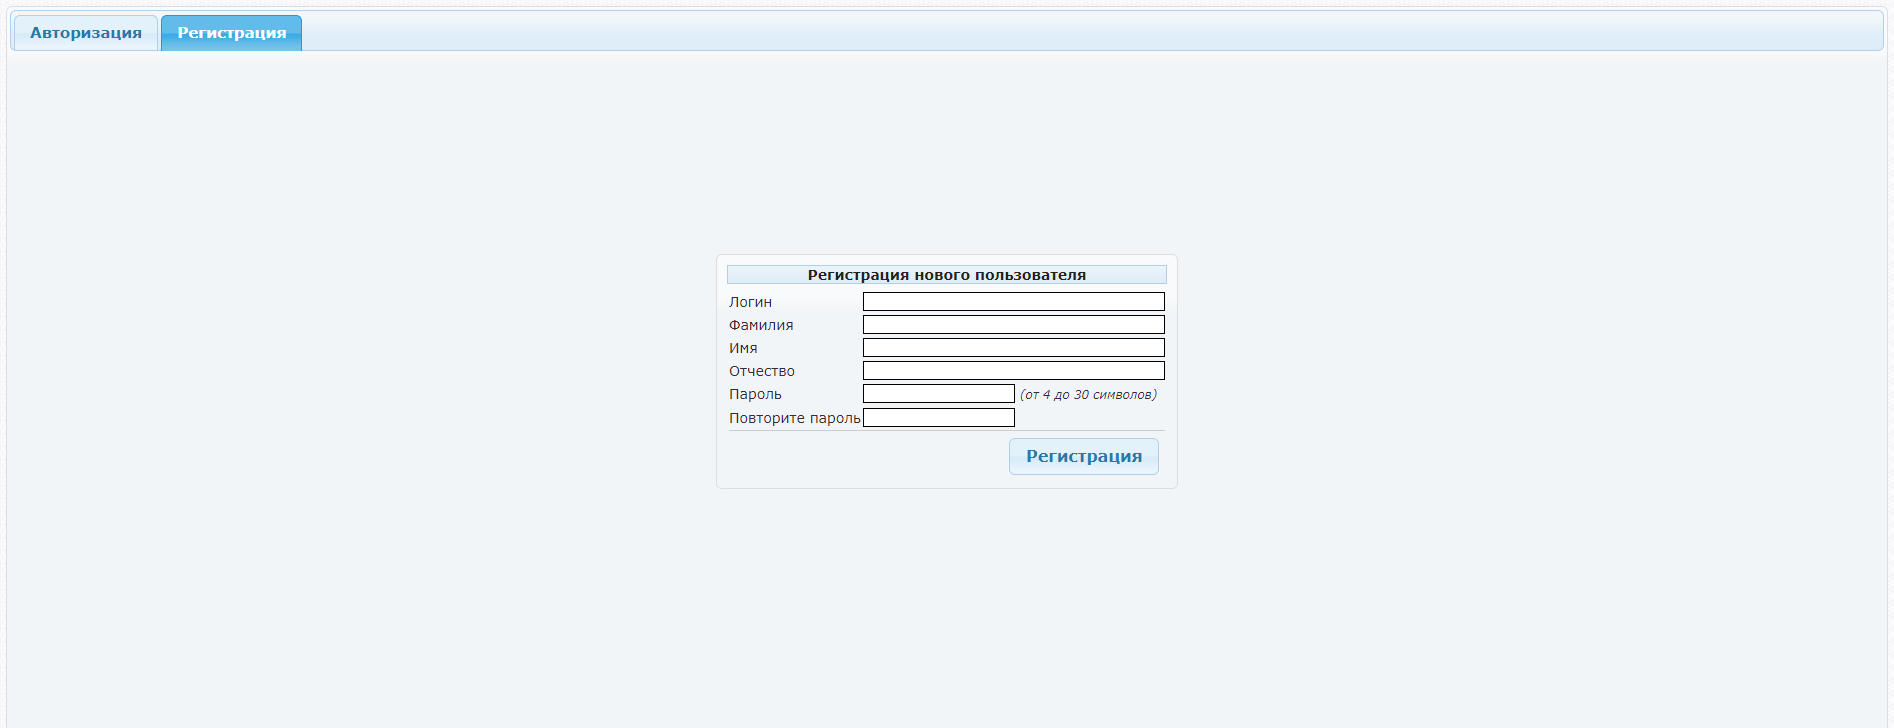 Авторизация Регистрация
Регистрация нового пользователя
Логин
Фамилия
Имя
Отчество
Пароль (от 4 до 30 символов)
Повторите пароль
Регистрация